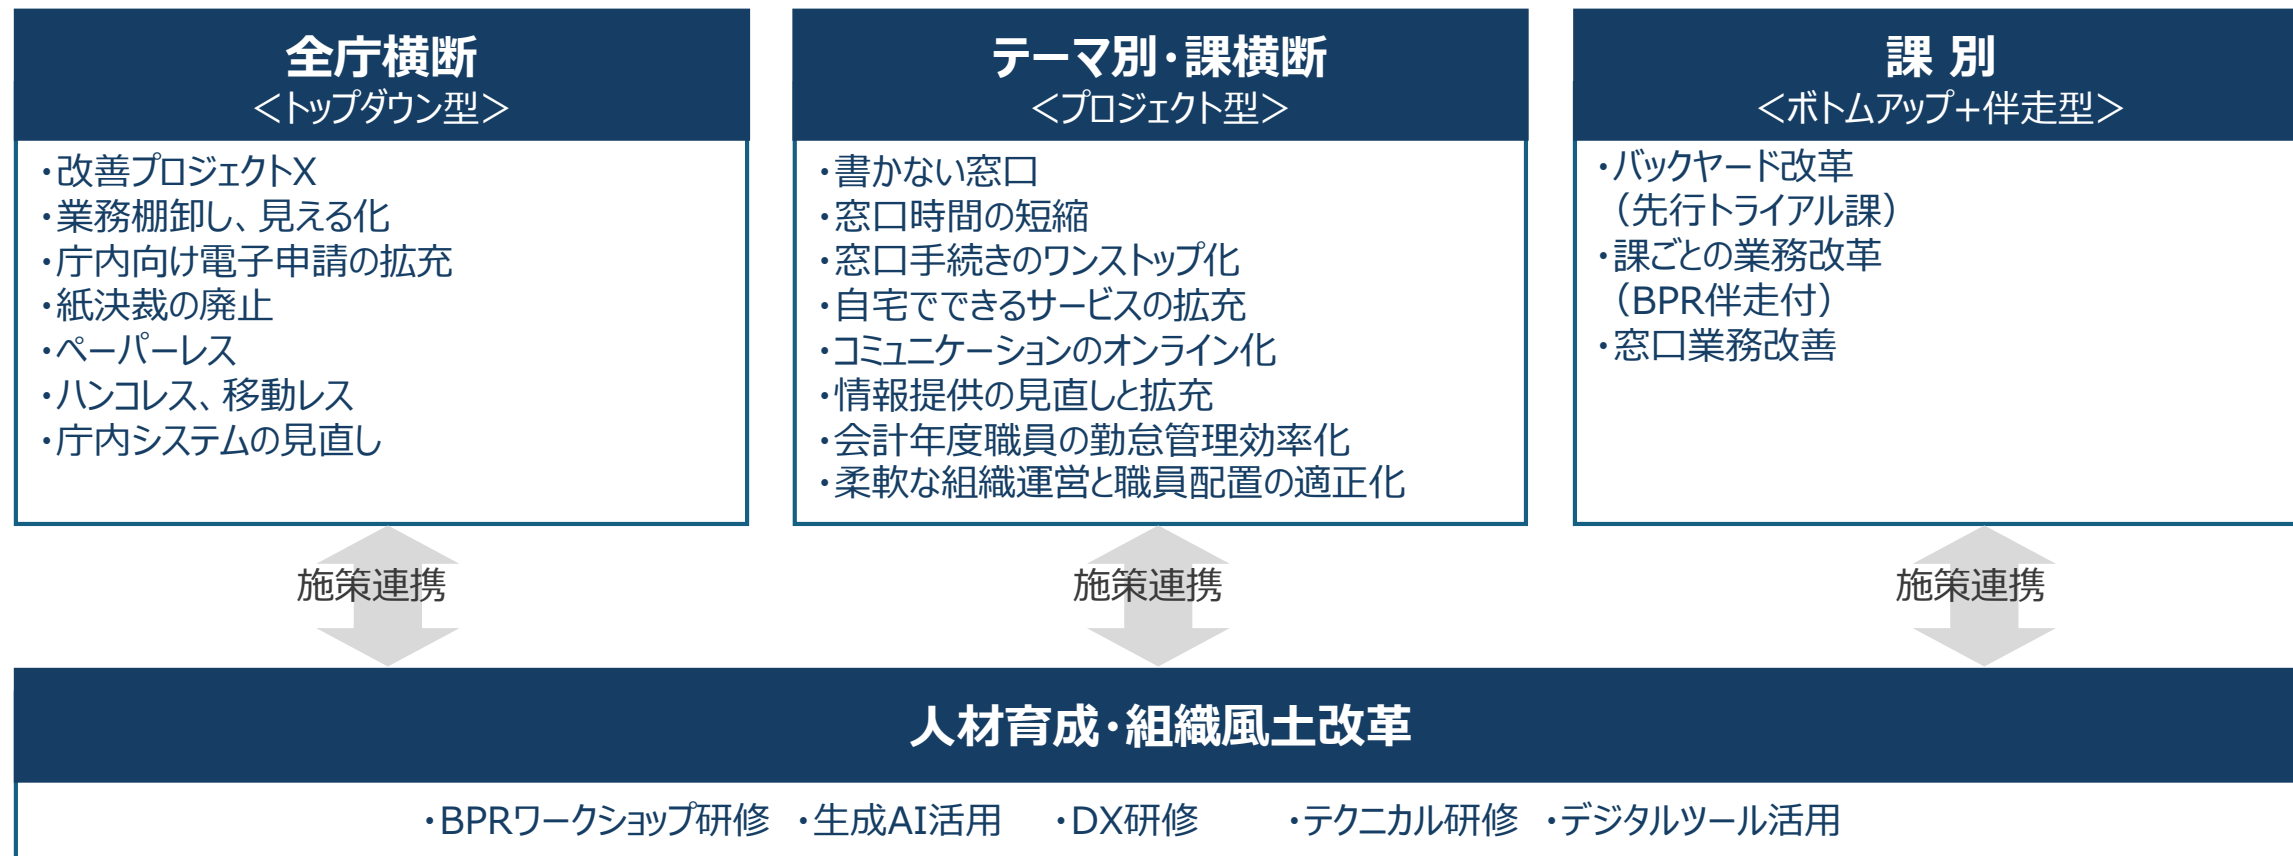 全庁横断
＜トップダウン型＞
・改善プロジェクトX
・業務棚卸し、見える化
・庁内向け電子申請の拡充
・紙決裁の廃止
・ペーパーレス
・ハンコレス、移動レス
・庁内システムの見直し
テーマ別・課横断
＜プロジェクト型＞
・書かない窓口
・窓口時間の短縮
・窓口手続きのワンストップ化
・自宅でできるサービスの拡充
・コミュニケーションのオンライン化
・情報提供の見直しと拡充
・会計年度職員の勤怠管理効率化
・柔軟な組織運営と職員配置の適正化
課 別
＜ボトムアップ+伴走型＞
・バックヤード改革
（先行トライアル課）
・課ごとの業務改革
（BPR伴走付）
・窓口業務改善
施策連携
施策連携
施策連携
人材育成・組織風土改革
・BPRワークショップ研修 ・生成AI活用 ・DX研修 ・テクニカル研修 ・デジタルツール活用